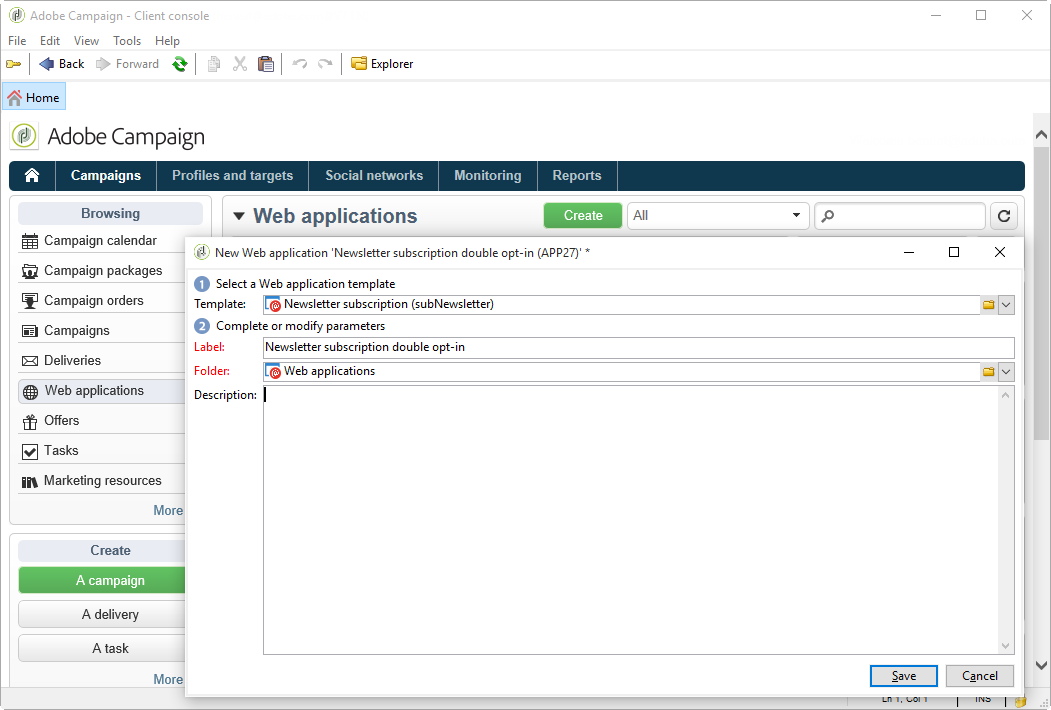 Adobe Campaign - Client console
File Edit View Tools Help
Back Forward Explorer
Home
Adobe Campaign
Campaigns Profiles and targets Social networks Monitoring Reports
Browsing
Campaign calendar
Campaign packages
Campaign orders
Campaigns
Deliveries
Web applications
Offers
Tasks
Marketing resources
More
Create
A campaign
A delivery
A task
More
Web applications Create All
New Web application 'Newsletter subscription double opt-in (APP27)' *
1 Select a Web application template
Template: Newsletter subscription (subNewsletter)
2 Complete or modify parameters
Label: Newsletter subscription double opt-in
Folder: Web applications
Description:
Save Cancel
Ln 1, Col 1 INS